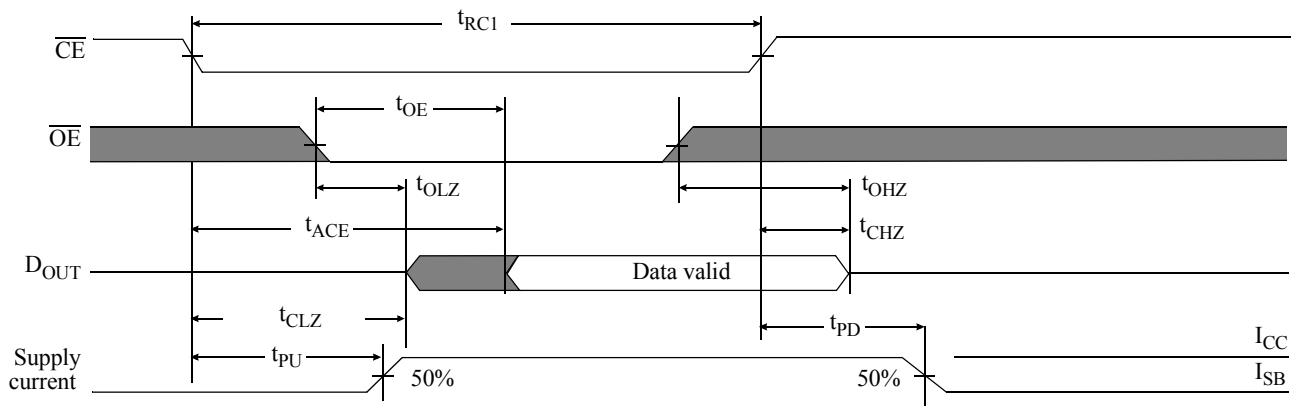 tRC1
CE
tOE
OE
tOLZ
tOHZ
tACE
tCHZ
DOUT
Data valid
tCLZ
tPD
tPU
ICC
Supply
current
50%
50%
ISB